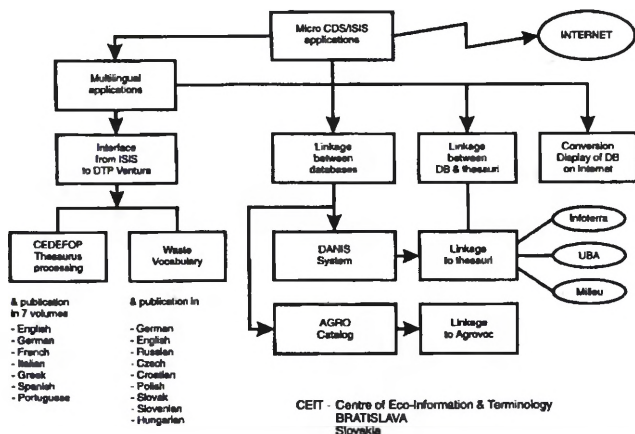 Micro CDS/ISIS
applications
INTERNET
Multilingual
applications
Interface
from ISIS
to DTP Ventura
Linkage
between
databases
Linkage
between
DB & thesauri
Conversion
Display of DB
on Internet
CEDEFOP
Thesaurus
processing
Waste
Vocabulary
DANIS
System
Linkage
to thesauri
Infoterra
UBA
Milieu
& publication
in 7 volumes
- English
- German
- French
- Italian
- Greek
- Spanish
- Portuguese
& publication in
- German
- English
- Russian
- Czech
- Croatian
- Polish
- Slovak
- Slovenian
- Hungarian
AGRO
Catalog
Linkage
to Agrovoc
CEIT - Centre of Eco-Information & Terminology
BRATISLAVA
Slovakia